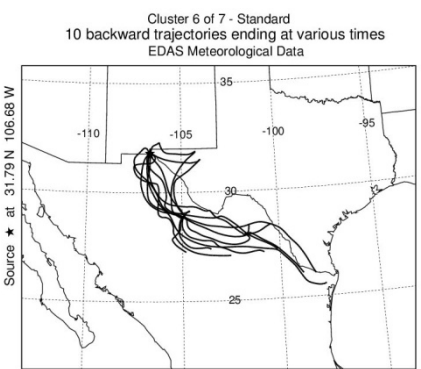 Cluster 6 of 7 - Standard
10 backward trajectories ending at various times
EDAS Meteorological Data
Source ★ at 31.79 N 106.68 W
35
-110
-105
-100
-95
30
25